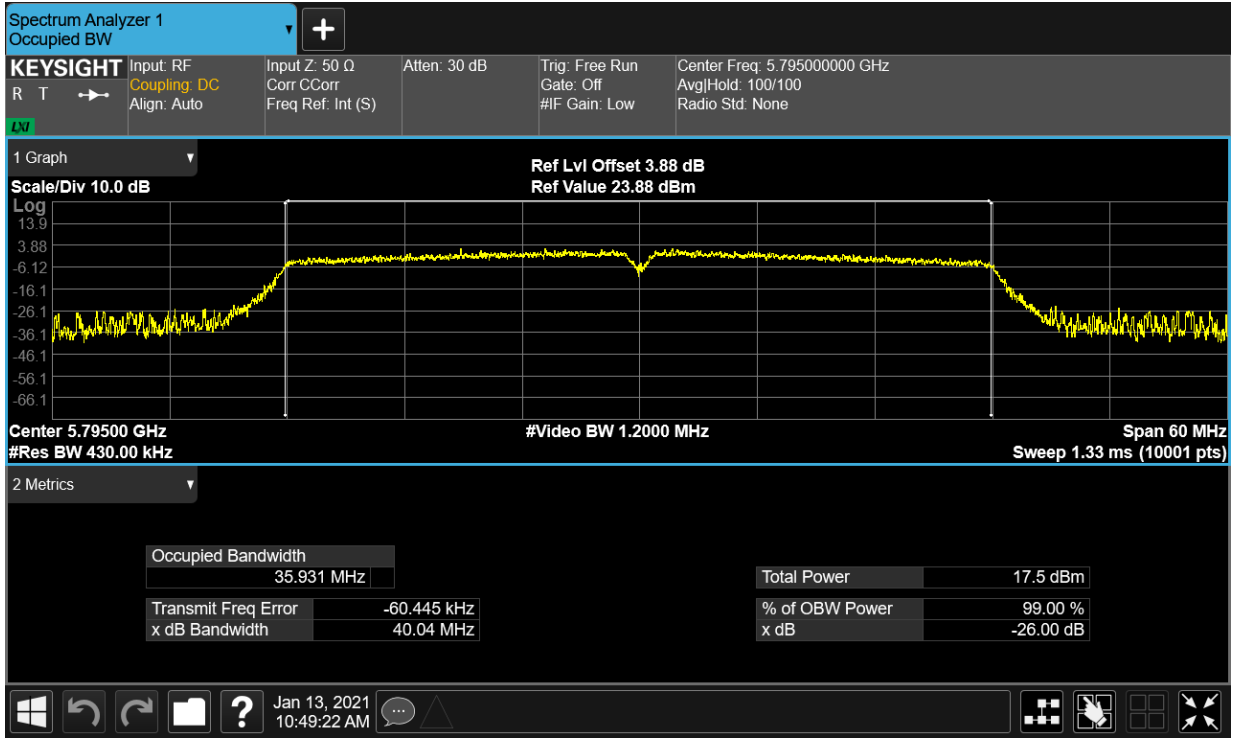 Spectrum Analyzer 1
Occupied BW
KEYSIGHT
R T
LXI
Input: RF
Coupling: DC
Align: Auto
Input Z: 50 Ω
Corr CCorr
Freq Ref: Int (S)
Atten: 30 dB
Trig: Free Run
Gate: Off
#IF Gain: Low
Center Freq: 5.795000000 GHz
Avg|Hold: 100/100
Radio Std: None
1 Graph
Scale/Div 10.0 dB
Ref Lvl Offset 3.88 dB
Ref Value 23.88 dBm
Log
13.9
3.88
-6.12
-16.1
-26.1
-36.1
-46.1
-56.1
-66.1
Center 5.79500 GHz
#Video BW 1.2000 MHz
Span 60 MHz
#Res BW 430.00 kHz
Sweep 1.33 ms (10001 pts)
2 Metrics
Occupied Bandwidth
35.931 MHz
Total Power 17.5 dBm
Transmit Freq Error -60.445 kHz
% of OBW Power 99.00 %
x dB Bandwidth 40.04 MHz
x dB -26.00 dB
?
Jan 13, 2021
10:49:22 AM